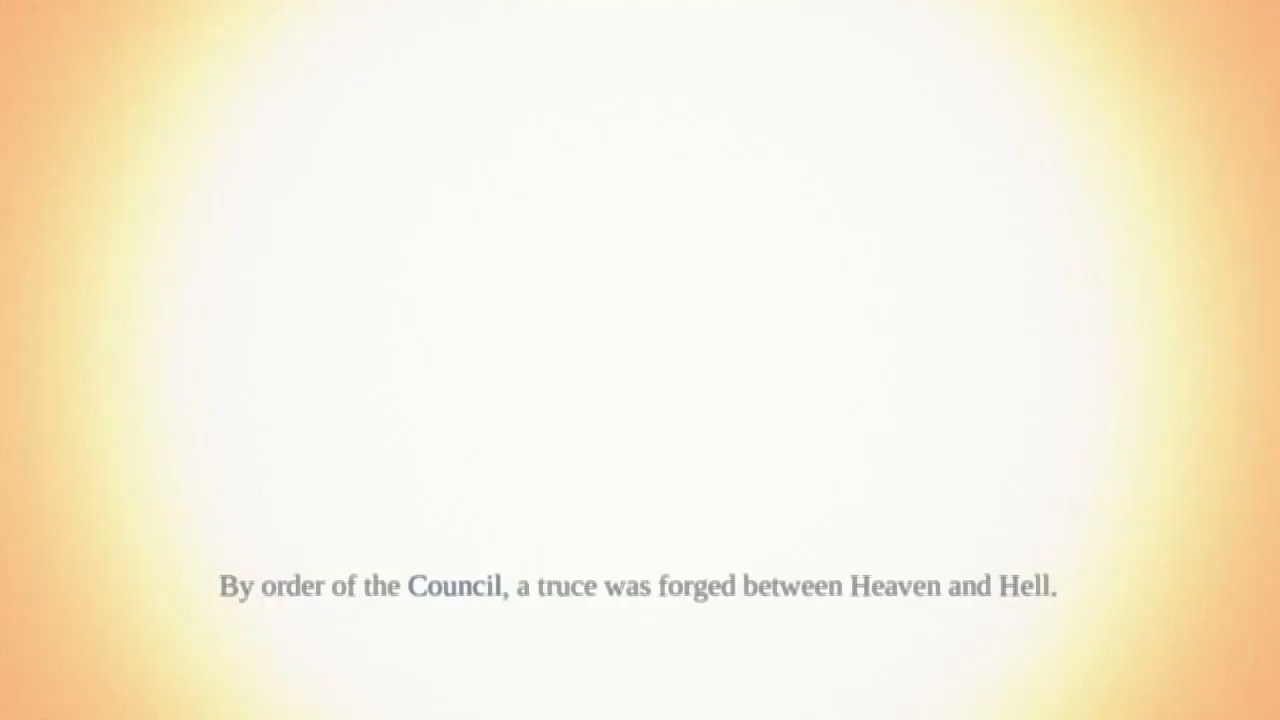 By order of the Council, a truce was forged between Heaven and Hell.